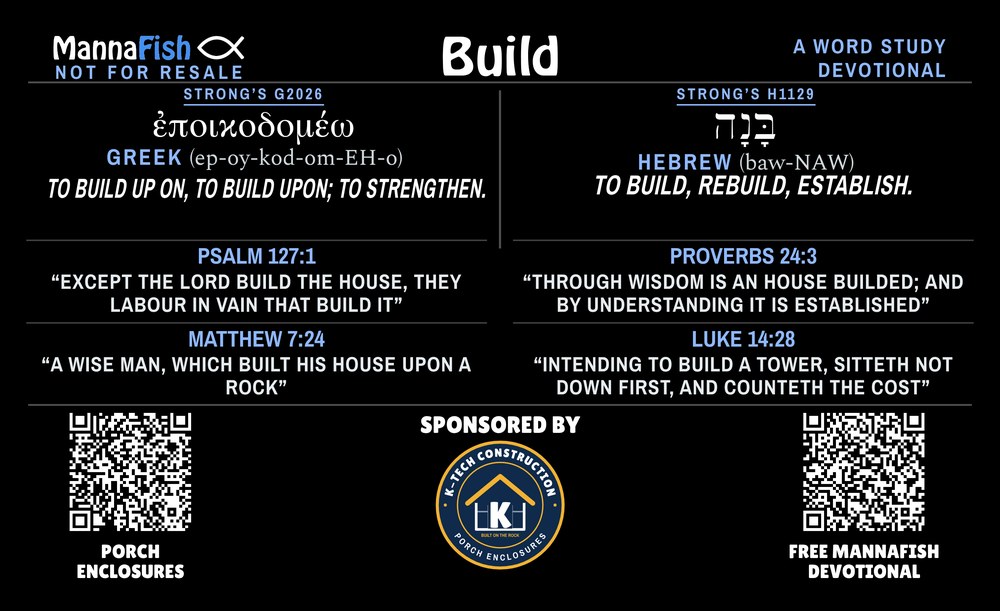 MannaFish
NOT FOR RESALE
Build
A WORD STUDY
DEVOTIONAL
STRONG'S G2026
ἐποικοδομέω
GREEK (ep-oy-kod-om-EH-o)
TO BUILD UP ON, TO BUILD UPON; TO STRENGTHEN.
STRONG'S H1129
בָּנָה
HEBREW (baw-NAW)
TO BUILD, REBUILD, ESTABLISH.
PSALM 127:1
“EXCEPT THE LORD BUILD THE HOUSE, THEY
LABOUR IN VAIN THAT BUILD IT”
PROVERBS 24:3
“THROUGH WISDOM IS AN HOUSE BUILDED; AND
BY UNDERSTANDING IT IS ESTABLISHED”
MATTHEW 7:24
“A WISE MAN, WHICH BUILT HIS HOUSE UPON A
ROCK”
LUKE 14:28
“INTENDING TO BUILD A TOWER, SITTETH NOT
DOWN FIRST, AND COUNTETH THE COST”
PORCH
ENCLOSURES
SPONSORED BY
K-TECH CONSTRUCTION
K
BUILT ON THE ROCK
PORCH ENCLOSURES
FREE MANNAFISH
DEVOTIONAL